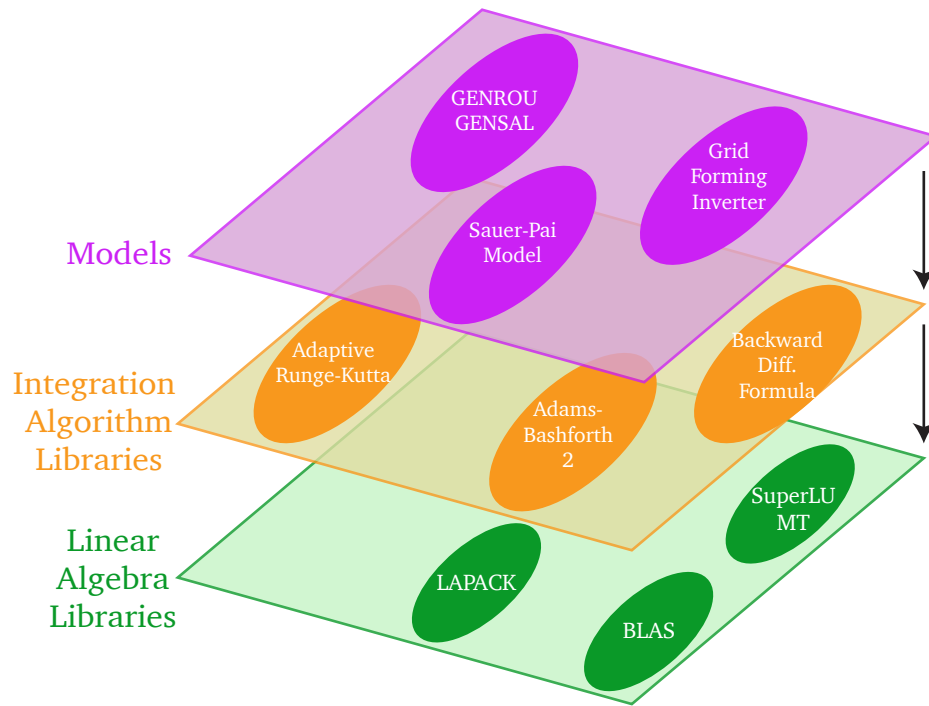 GENROU
GENSAL
Grid
Forming
Inverter
Sauer-Pai
Model
Models
Adaptive
Runge-Kutta
Backward
Diff.
Formula
Adams-
Bashforth
2
Integration
Algorithm
Libraries
SuperLU
MT
LAPACK
BLAS
Linear
Algebra
Libraries